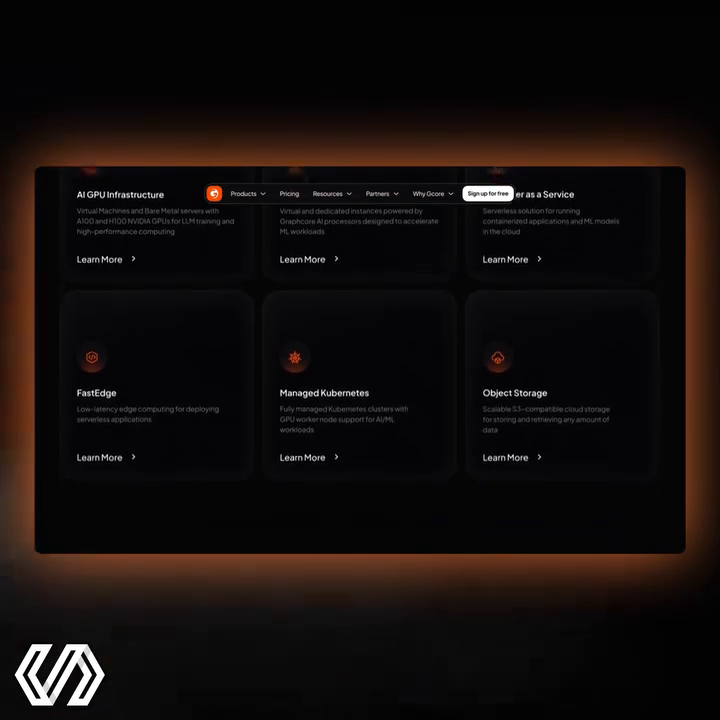 Products
Pricing
Resources
Partners
Why Gcore
Sign up for free
AI GPU Infrastructure
Virtual Machines and Bare Metal servers with
A100 and H100 NVIDIA GPUs for LLM training and
high-performance computing
Learn More
Virtual and dedicated instances powered by
Graphcore AI processors designed to accelerate
ML workloads
Learn More
as a Service
Serverless solution for running
containerized applications and ML models
in the cloud
Learn More
FastEdge
Low-latency edge computing for deploying
serverless applications
Learn More
Managed Kubernetes
Fully managed Kubernetes clusters with
GPU worker node support for AI/ML
workloads
Learn More
Object Storage
Scalable S3-compatible cloud storage
for storing and retrieving any amount of
data
Learn More